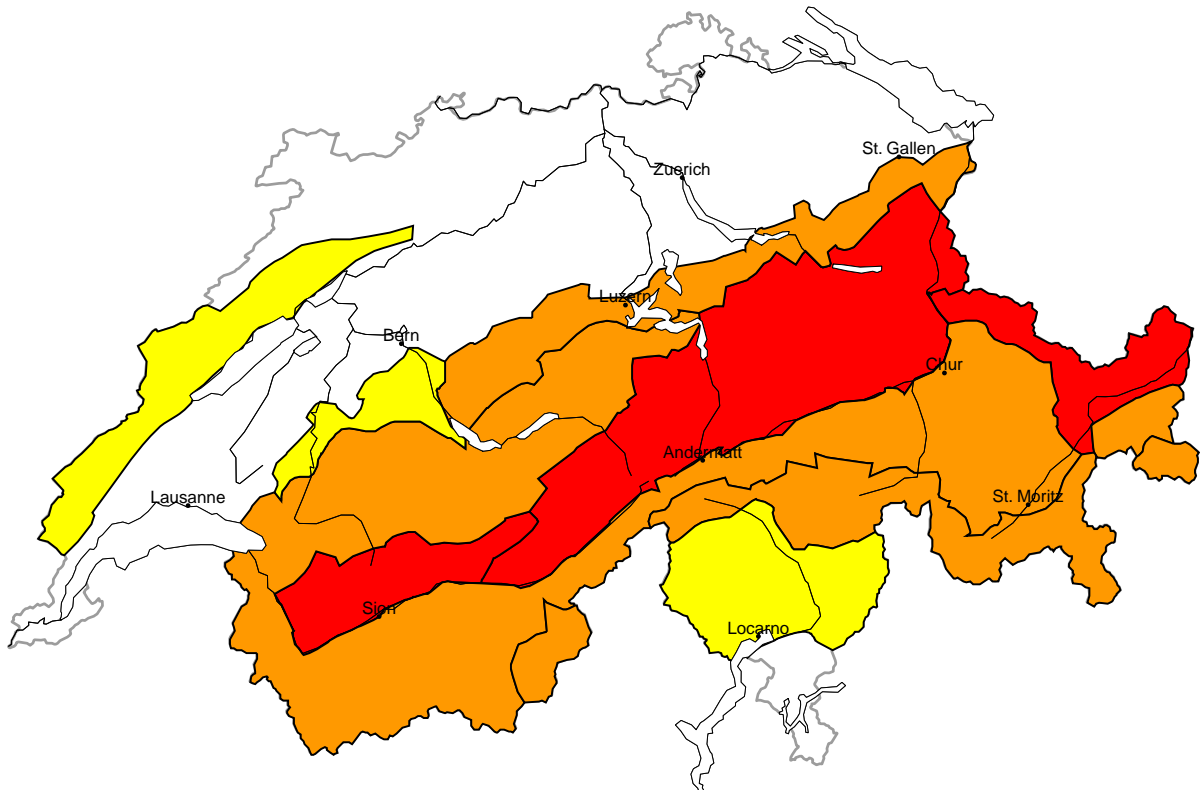 St. Gallen
Zuerich
Luzern
Bern
Chur
Andermatt
Lausanne
St. Moritz
Sion
Locarno